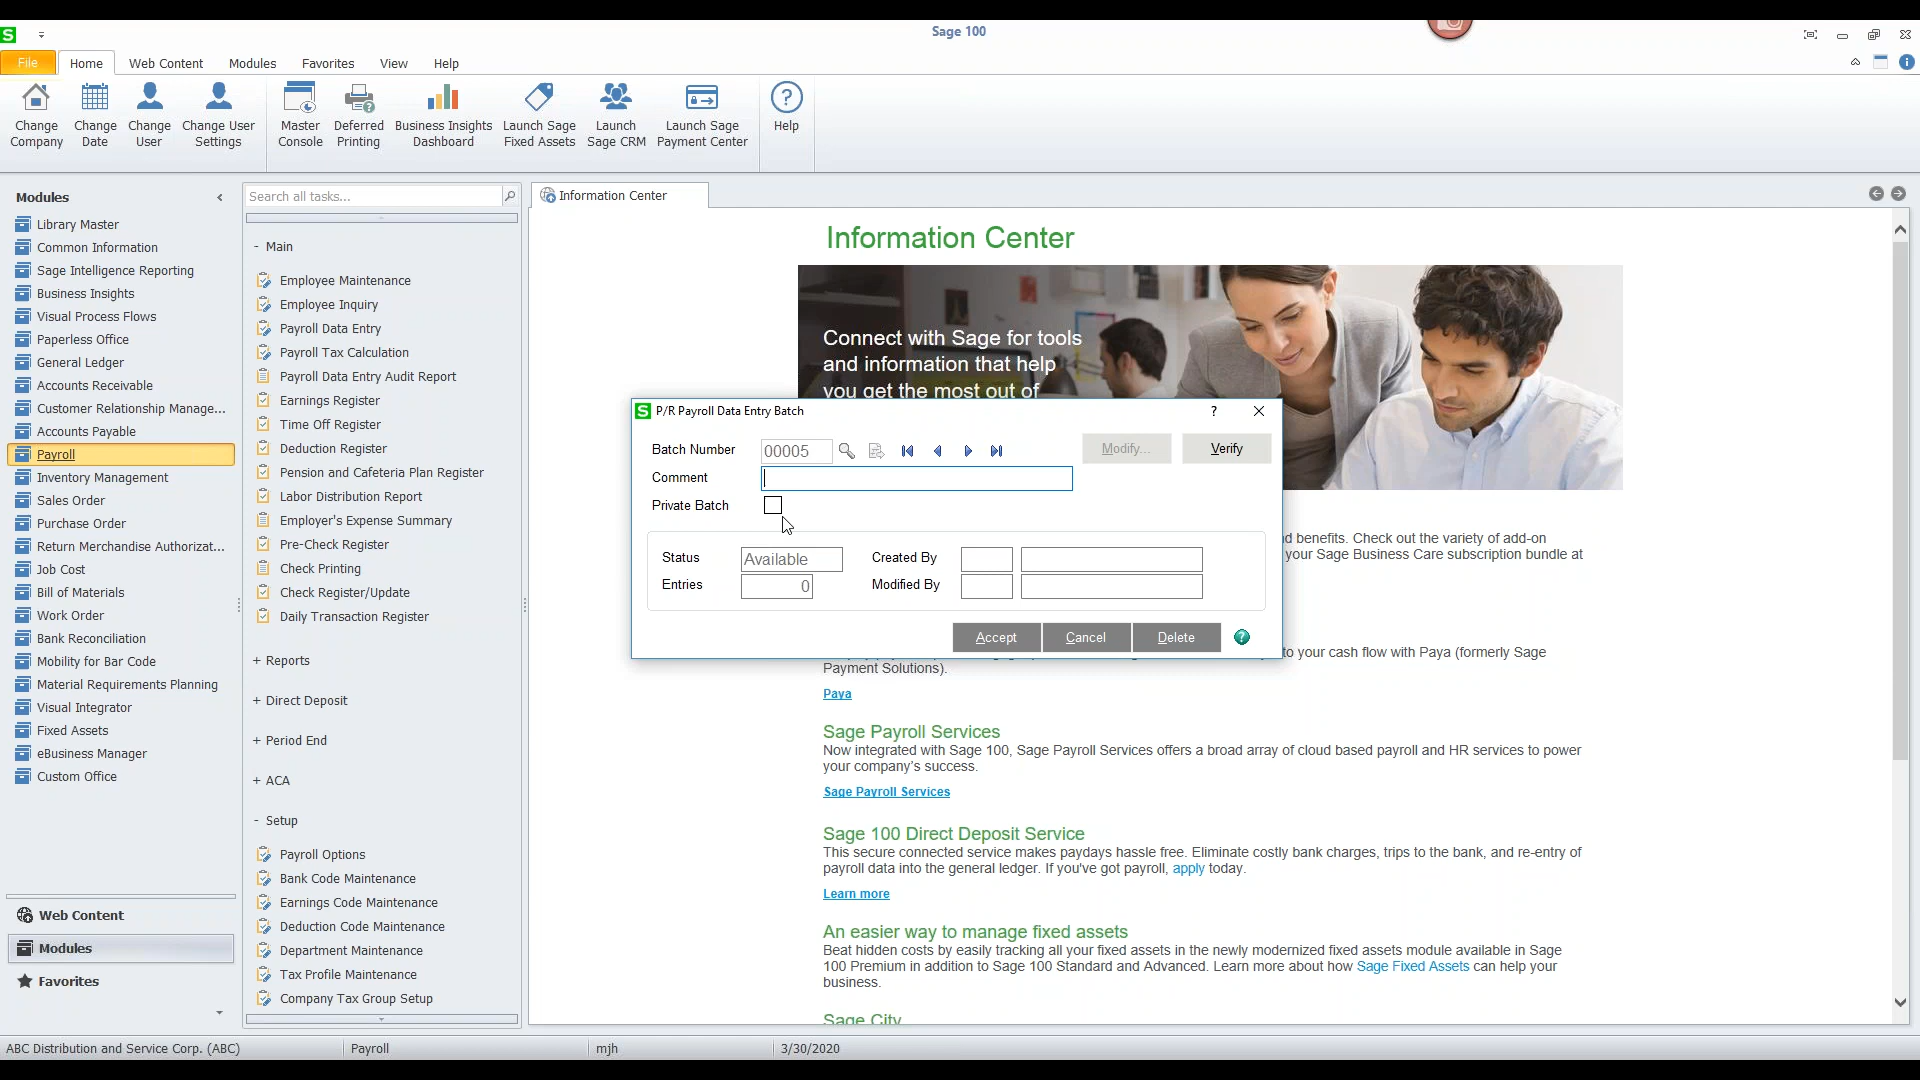 S
Sage 100
File
Home
Web Content
Modules
Favorites
View
Help
Change
Company
Change
Date
Change
User
Change User
Settings
Master
Console
Deferred
Printing
Business Insights
Dashboard
Launch Sage
Fixed Assets
Launch
Sage CRM
Launch Sage
Payment Center
Help
Modules
Library Master
Common Information
Sage Intelligence Reporting
Business Insights
Visual Process Flows
Paperless Office
General Ledger
Accounts Receivable
Customer Relationship Manage...
Accounts Payable
Payroll
Inventory Management
Sales Order
Purchase Order
Return Merchandise Authorizat...
Job Cost
Bill of Materials
Work Order
Bank Reconciliation
Mobility for Bar Code
Material Requirements Planning
Visual Integrator
Fixed Assets
eBusiness Manager
Custom Office
Web Content
Modules
Favorites
Search all tasks...
- Main
Employee Maintenance
Employee Inquiry
Payroll Data Entry
Payroll Tax Calculation
Payroll Data Entry Audit Report
Earnings Register
Time Off Register
Deduction Register
Pension and Cafeteria Plan Register
Labor Distribution Report
Employer's Expense Summary
Pre-Check Register
Check Printing
Check Register/Update
Daily Transaction Register
+ Reports
+ Direct Deposit
+ Period End
+ ACA
- Setup
Payroll Options
Bank Code Maintenance
Earnings Code Maintenance
Deduction Code Maintenance
Department Maintenance
Tax Profile Maintenance
Company Tax Group Setup
Information Center
Information Center
Connect with Sage for tools
and information that help
you get the most out of
S P/R Payroll Data Entry Batch ?
Batch Number 00005 Modify... Verify
Comment
Private Batch
Status Available Created By
Entries 0 Modified By
Accept Cancel Delete ?
d benefits. Check out the variety of add-on
your Sage Business Care subscription bundle at
to your cash flow with Paya (formerly Sage
Payment Solutions).
Paya
Sage Payroll Services
Now integrated with Sage 100, Sage Payroll Services offers a broad array of cloud based payroll and HR services to power
your company's success.
Sage Payroll Services
Sage 100 Direct Deposit Service
This secure connected service makes paydays hassle free. Eliminate costly bank charges, trips to the bank, and re-entry of
payroll data into the general ledger. If you've got payroll, apply today.
Learn more
An easier way to manage fixed assets
Beat hidden costs by easily tracking all your fixed assets in the newly modernized fixed assets module available in Sage
100 Premium in addition to Sage 100 Standard and Advanced. Learn more about how Sage Fixed Assets can help your
business.
Sage City
ABC Distribution and Service Corp. (ABC)
Payroll
mjh
3/30/2020